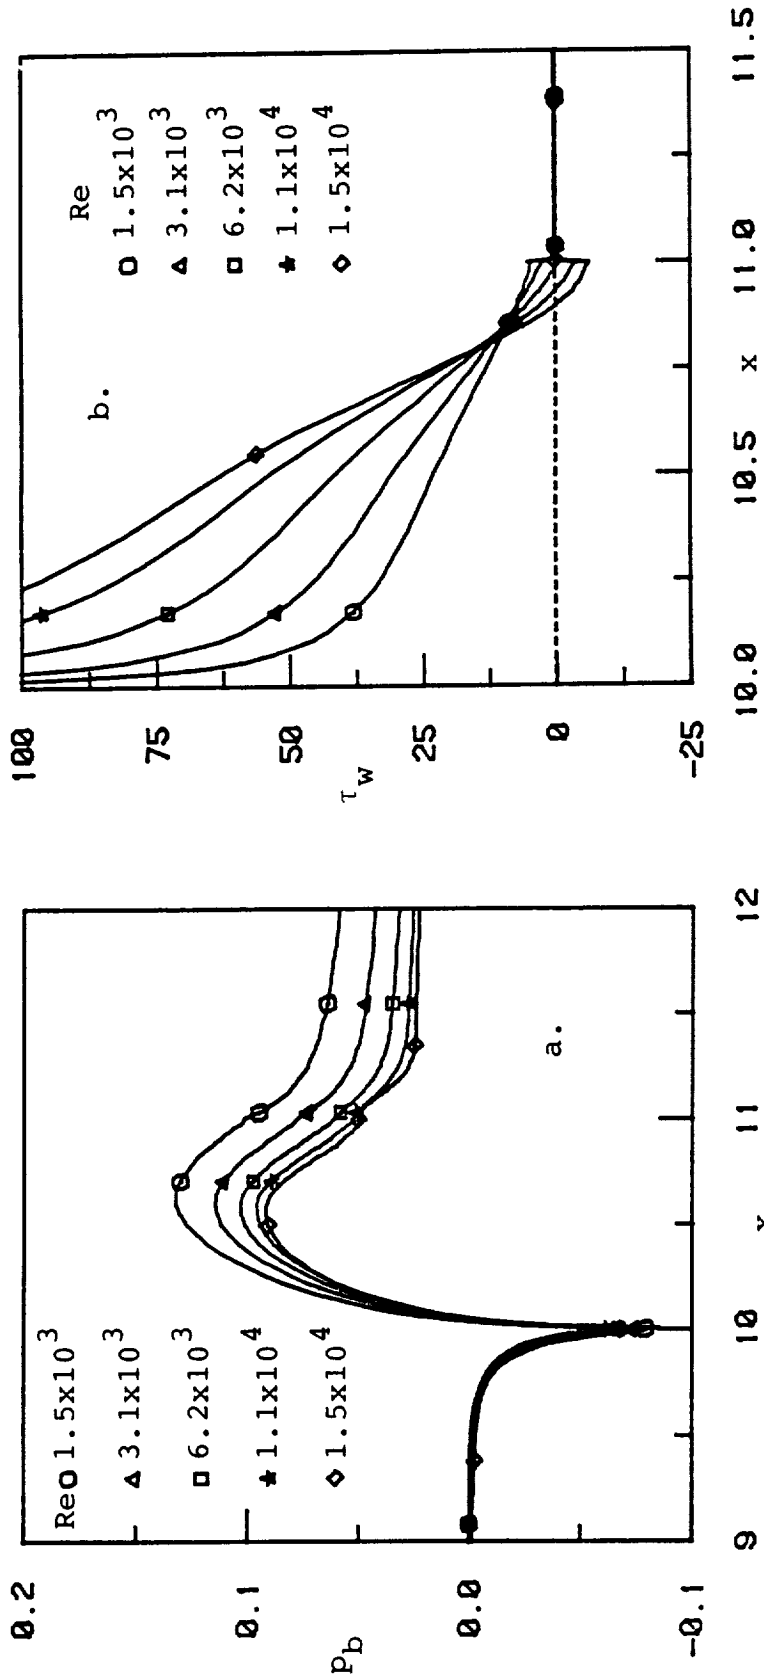 0.2
0.1
0.0
-0.1
p_b
Re ○ 1.5x10^3
△ 3.1x10^3
□ 6.2x10^3
★ 1.1x10^4
◇ 1.5x10^4
a.
9
10
11
12
x
100
75
50
25
0
-25
τ_w
b.
Re
○ 1.5x10^3
△ 3.1x10^3
□ 6.2x10^3
★ 1.1x10^4
◇ 1.5x10^4
10.0
10.5
x
11.0
11.5